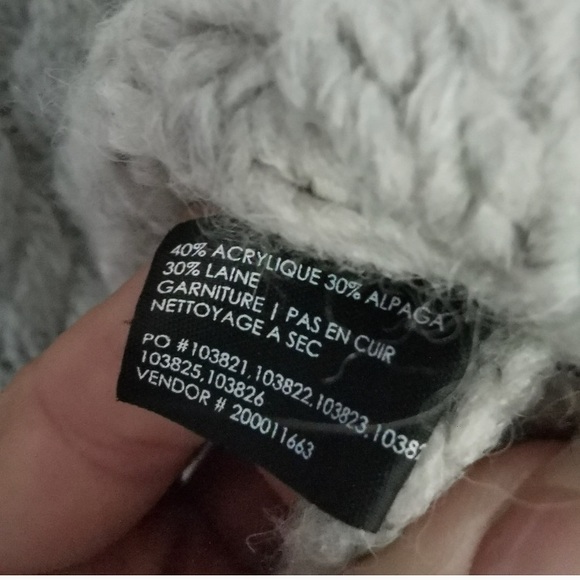 40% ACRYLIQUE 30% ALPAGA
30% LAINE
GARNITURE | PAS EN CUIR
NETTOYAGE A SEC
PO #103821,103822,103823,1038
103825,103826
VENDOR # 200011663